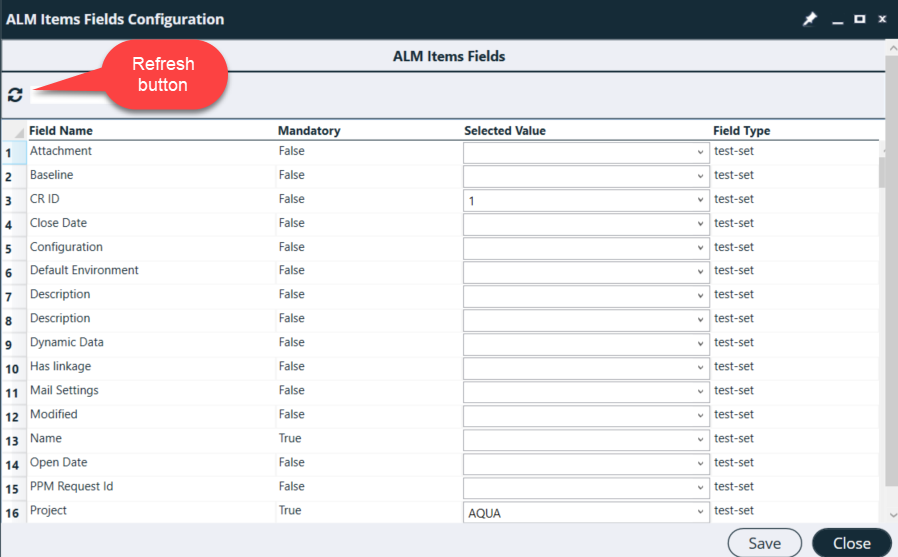 ALM Items Fields Configuration
ALM Items Fields
Refresh
button
Field Name Mandatory Selected Value Field Type
1 Attachment False test-set
2 Baseline False test-set
3 CR ID False 1 test-set
4 Close Date False test-set
5 Configuration False test-set
6 Default Environment False test-set
7 Description False test-set
8 Description False test-set
9 Dynamic Data False test-set
10 Has linkage False test-set
11 Mail Settings False test-set
12 Modified False test-set
13 Name True test-set
14 Open Date False test-set
15 PPM Request Id False test-set
16 Project True AQUA test-set
Save Close